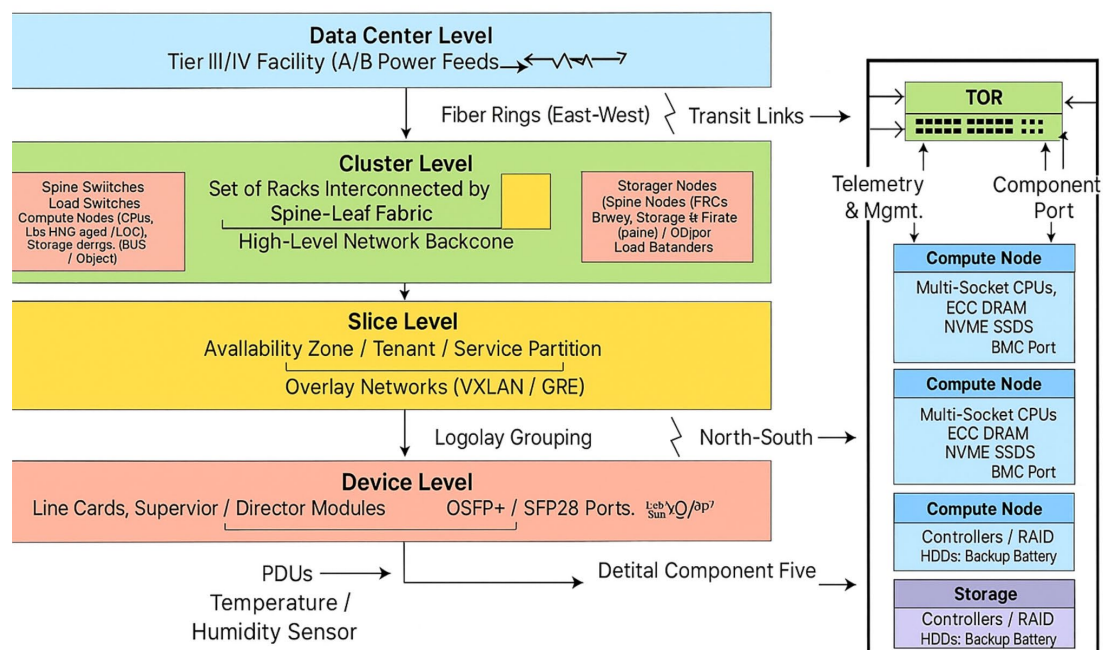 Data Center Level
Tier III/IV Facility (A/B Power Feeds
Fiber Rings (East-West)
Transit Links
Cluster Level
Set of Racks Interconnected by
Spine-Leaf Fabric
High-Level Network Backcone
Spine Swiitches
Load Switches
Compute Nodes (CPUs,
Lbs HNG aged /LOC),
Storage derrgs. (BUS
/ Object)
Storager Nodes
(Spine Nodes (FRCs
Brwey, Storage & Firate
(paine) / ODjpor
Load Batanders
Slice Level
Avallability Zone / Tenant / Service Partition
Overlay Networks (VXLAN / GRE)
Logolay Grouping
North-South
Device Level
Line Cards, Supervior / Director Modules
OSFP+ / SFP28 Ports.
PDUs
Temperature /
Humidity Sensor
Detital Component Five
TOR
Telemetry
& Mgmt.
Component
Port
Compute Node
Multi-Socket CPUs,
ECC DRAM
NVME SSDS
BMC Port
Compute Node
Multi-Socket CPUs
ECC DRAM
NVME SSDS
BMC Port
Compute Node
Controllers / RAID
HDDs: Backup Battery
Storage
Controllers / RAID
HDDs: Backup Battery